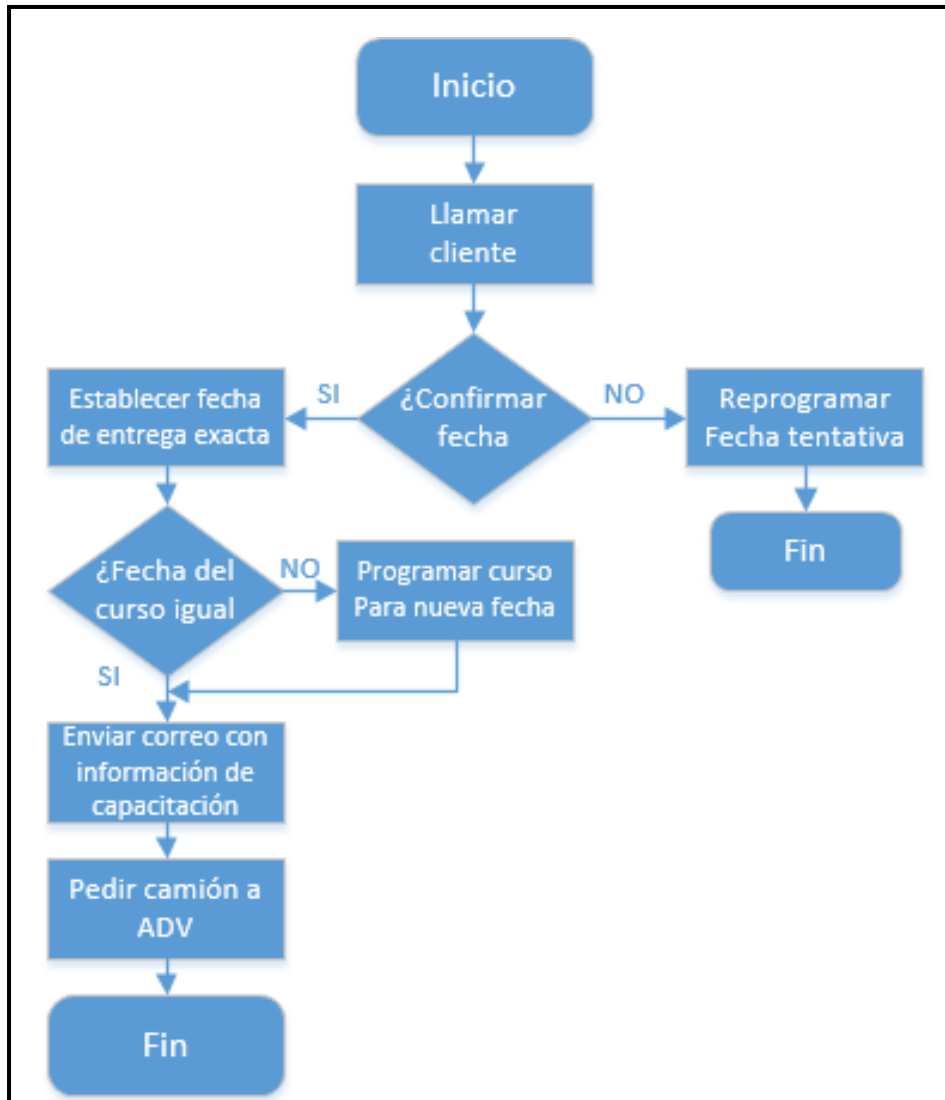 Inicio
Llamar
cliente
¿Confirmar
fecha
SI
NO
Establecer fecha
de entrega exacta
Reprogramar
Fecha tentativa
Fin
¿Fecha del
curso igual
NO
Programar curso
Para nueva fecha
SI
Enviar correo con
información de
capacitación
Pedir camión a
ADV
Fin